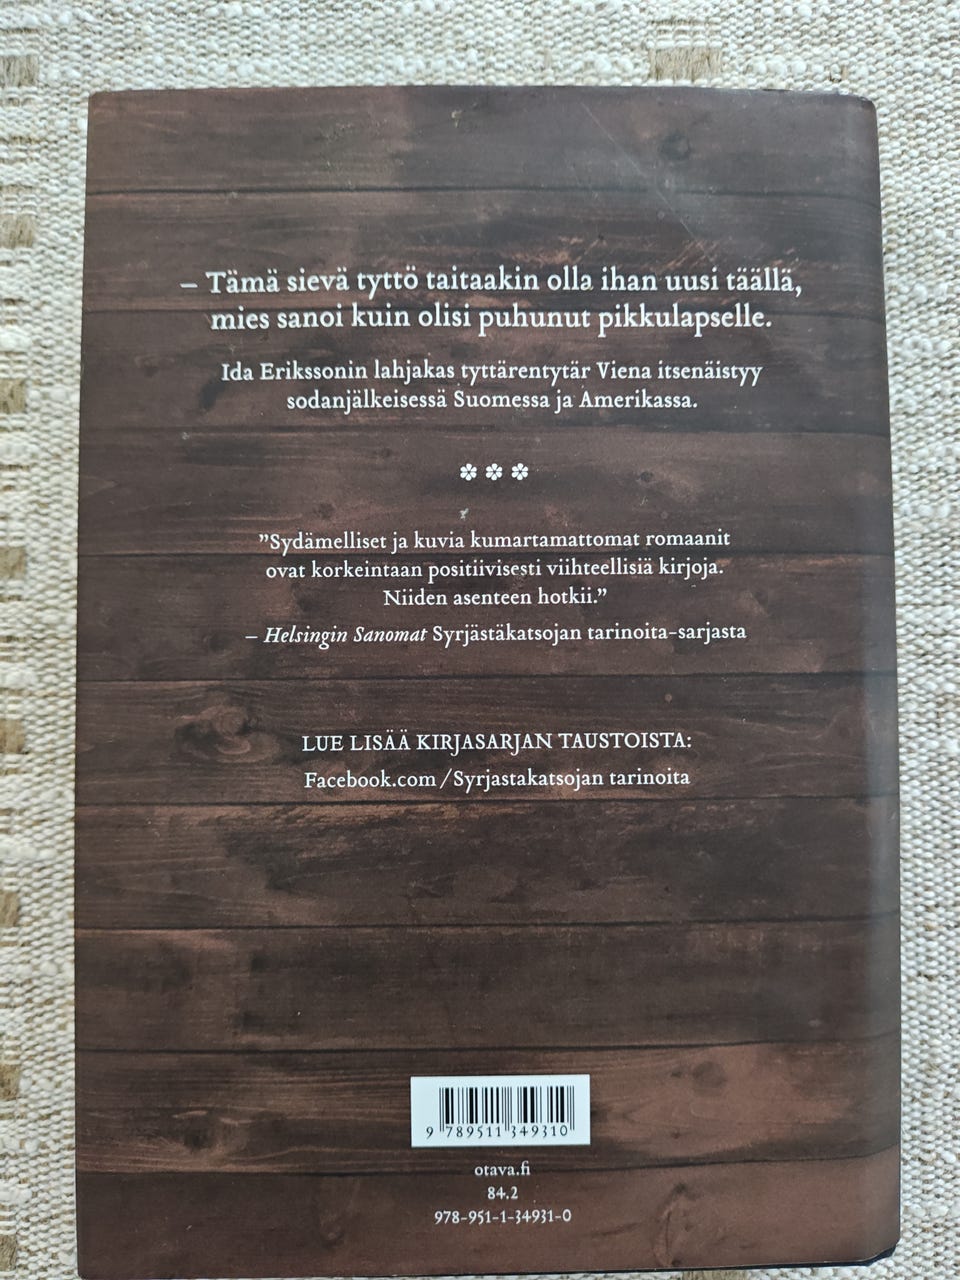 – Tämä sievä tyttö taitaakin olla ihan uusi täällä,
mies sanoi kuin olisi puhunut pikkulapselle.
Ida Erikssonin lahjakas tyttärentytär Viena itsenäistyy
sodanjälkeisessä Suomessa ja Amerikassa.
"Sydämelliset ja kuvia kumartamattomat romaanit
ovat korkeintaan positiivisesti viihteellisiä kirjoja.
Niiden asenteen hotkii."
– Helsingin Sanomat Syrjästäkatsojan tarinoita-sarjasta
LUE LISÄÄ KIRJASARJAN TAUSTOISTA:
Facebook.com/Syrjastakatsojan tarinoita
9 789511 349310
otava.fi
84.2
978-951-1-34931-0